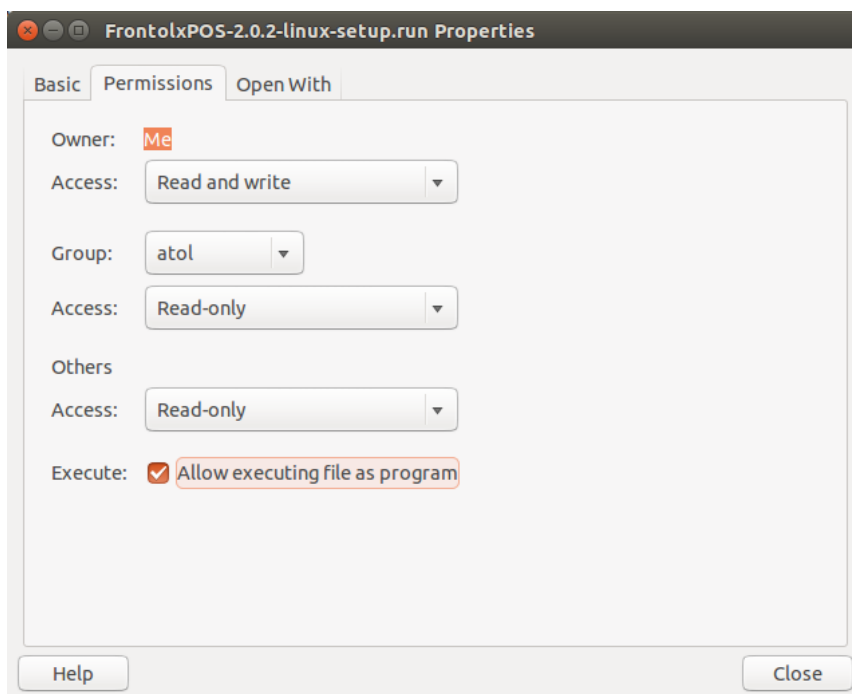 FrontolxPOS-2.0.2-linux-setup.run Properties
Basic Permissions Open With
Owner: Me
Access: Read and write
Group: atol
Access: Read-only
Others
Access: Read-only
Execute: Allow executing file as program
Help Close